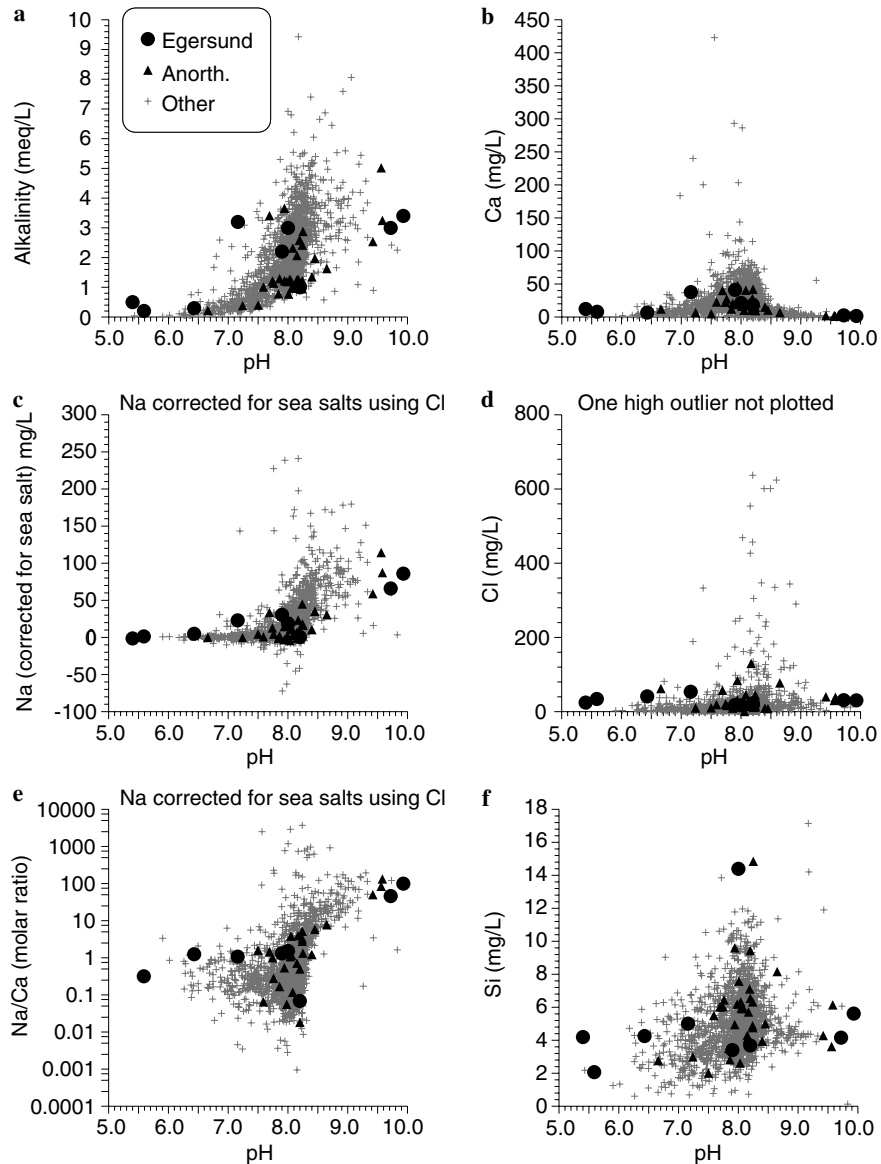 a
10
9
8
7
6
5
4
3
2
1
0
Alkalinity (meq/L)
Egersund
Anorth.
Other
5.0 6.0 7.0 8.0 9.0 10.0
pH
b
450
400
350
300
250
200
150
100
50
0
Ca (mg/L)
5.0 6.0 7.0 8.0 9.0 10.0
pH
c
Na corrected for sea salts using Cl
300
250
200
150
100
50
0
-50
-100
Na (corrected for sea salt) mg/L
5.0 6.0 7.0 8.0 9.0 10.0
pH
d
One high outlier not plotted
800
600
400
200
0
Cl (mg/L)
5.0 6.0 7.0 8.0 9.0 10.0
pH
e
Na corrected for sea salts using Cl
10000
1000
100
10
1
0.1
0.01
0.001
0.0001
Na/Ca (molar ratio)
5.0 6.0 7.0 8.0 9.0 10.0
pH
f
18
16
14
12
10
8
6
4
2
0
Si (mg/L)
5.0 6.0 7.0 8.0 9.0 10.0
pH